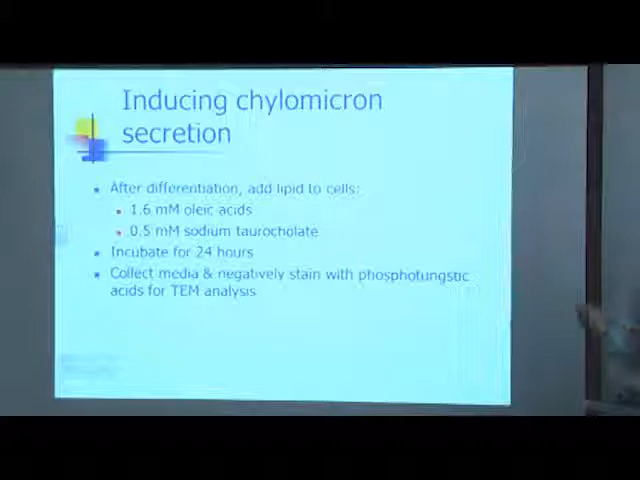 Inducing chylomicron
secretion
After differentiation, add lipid to cells:
1.6 mM oleic acids
0.5 mM sodium taurocholate
Incubate for 24 hours
Collect media & negatively stain with phosphotungstic
acids for TEM analysis